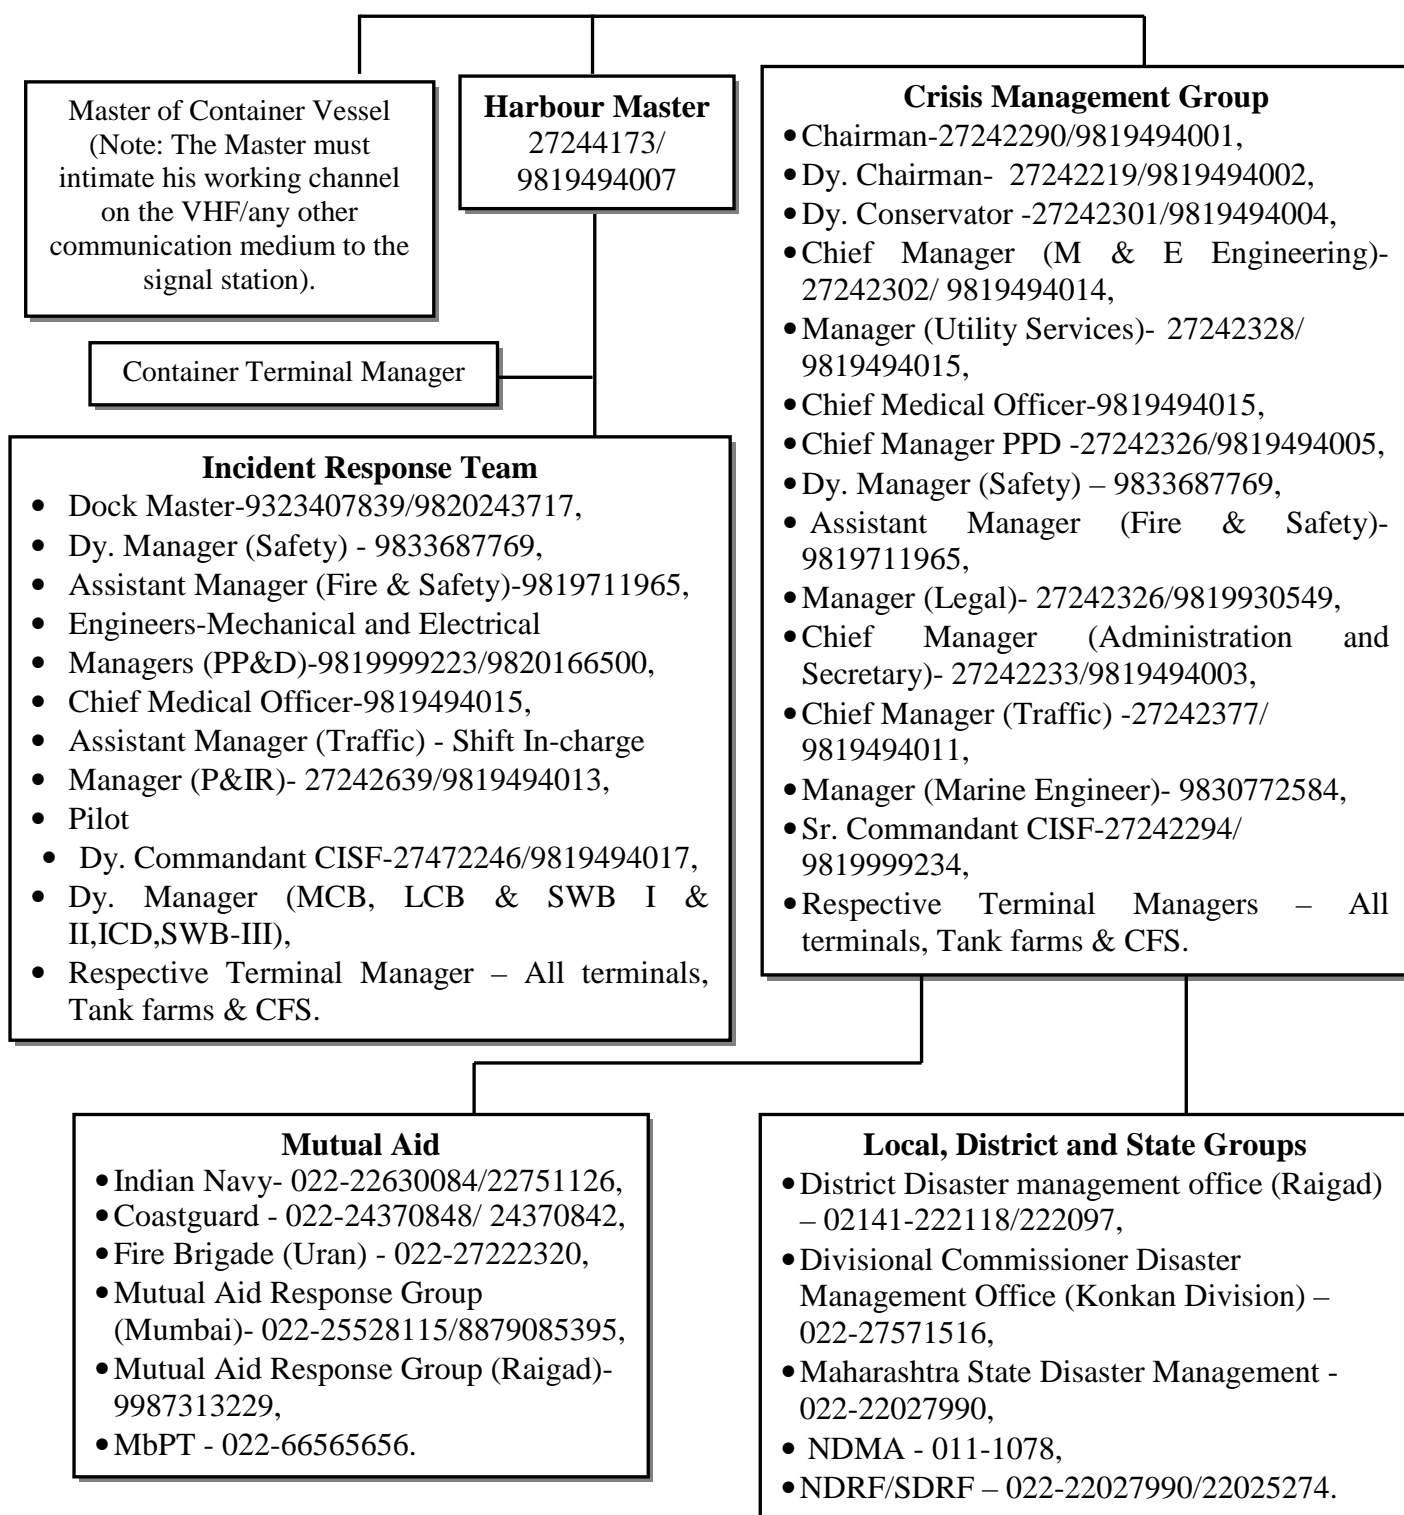 Master of Container Vessel
(Note: The Master must
intimate his working channel
on the VHF/any other
communication medium to the
signal station).
Harbour Master
27244173/
9819494007
Container Terminal Manager
Incident Response Team
• Dock Master-9323407839/9820243717,
• Dy. Manager (Safety) - 9833687769,
• Assistant Manager (Fire & Safety)-9819711965,
• Engineers-Mechanical and Electrical
• Managers (PP&D)-9819999223/9820166500,
• Chief Medical Officer-9819494015,
• Assistant Manager (Traffic) - Shift In-charge
• Manager (P&IR)- 27242639/9819494013,
• Pilot
• Dy. Commandant CISF-27472246/9819494017,
• Dy. Manager (MCB, LCB & SWB I &
II,ICD,SWB-III),
• Respective Terminal Manager – All terminals,
Tank farms & CFS.
Crisis Management Group
• Chairman-27242290/9819494001,
• Dy. Chairman- 27242219/9819494002,
• Dy. Conservator -27242301/9819494004,
• Chief Manager (M & E Engineering)-
27242302/ 9819494014,
• Manager (Utility Services)- 27242328/
9819494015,
• Chief Medical Officer-9819494015,
• Chief Manager PPD -27242326/9819494005,
• Dy. Manager (Safety) – 9833687769,
• Assistant Manager (Fire & Safety)-
9819711965,
• Manager (Legal)- 27242326/9819930549,
• Chief Manager (Administration and
Secretary)- 27242233/9819494003,
• Chief Manager (Traffic) -27242377/
9819494011,
• Manager (Marine Engineer)- 9830772584,
• Sr. Commandant CISF-27242294/
9819999234,
• Respective Terminal Managers – All
terminals, Tank farms & CFS.
Mutual Aid
• Indian Navy- 022-22630084/22751126,
• Coastguard - 022-24370848/ 24370842,
• Fire Brigade (Uran) - 022-27222320,
• Mutual Aid Response Group
(Mumbai)- 022-25528115/8879085395,
• Mutual Aid Response Group (Raigad)-
9987313229,
• MbPT - 022-66565656.
Local, District and State Groups
• District Disaster management office (Raigad)
– 02141-222118/222097,
• Divisional Commissioner Disaster
Management Office (Konkan Division) –
022-27571516,
• Maharashtra State Disaster Management -
022-22027990,
• NDMA - 011-1078,
• NDRF/SDRF – 022-22027990/22025274.